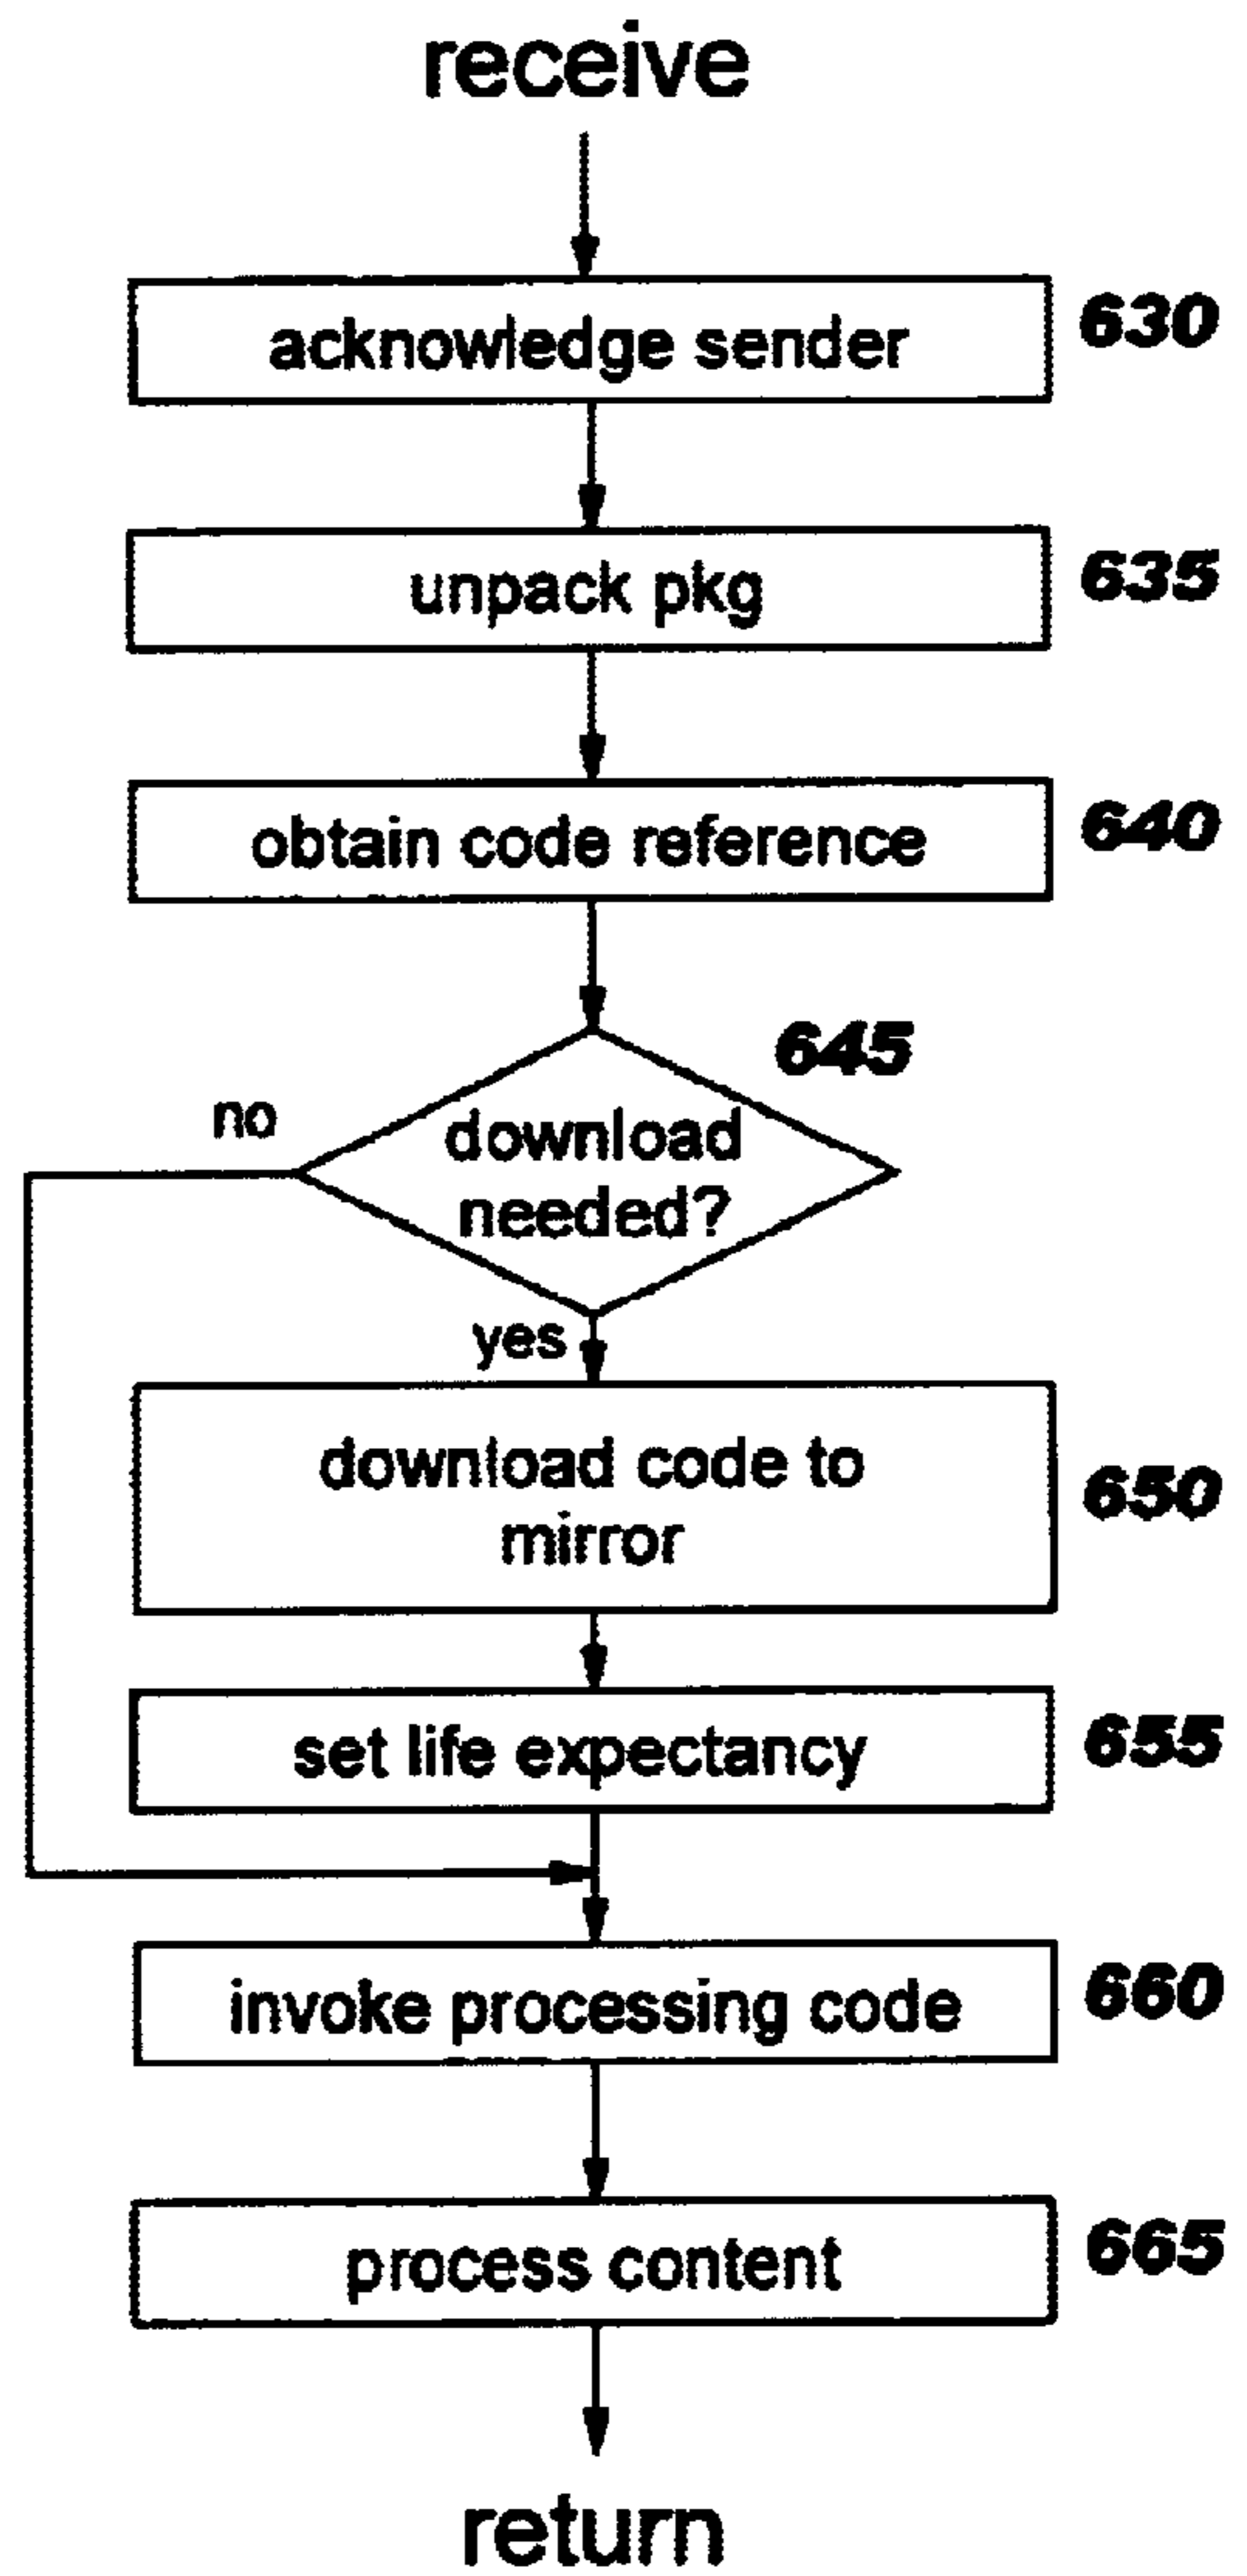 receive
acknowledge sender
630
unpack pkg
635
obtain code reference
640
645
no
download
needed?
yes
download code to
mirror
650
set life expectancy
655
invoke processing code
660
process content
665
return